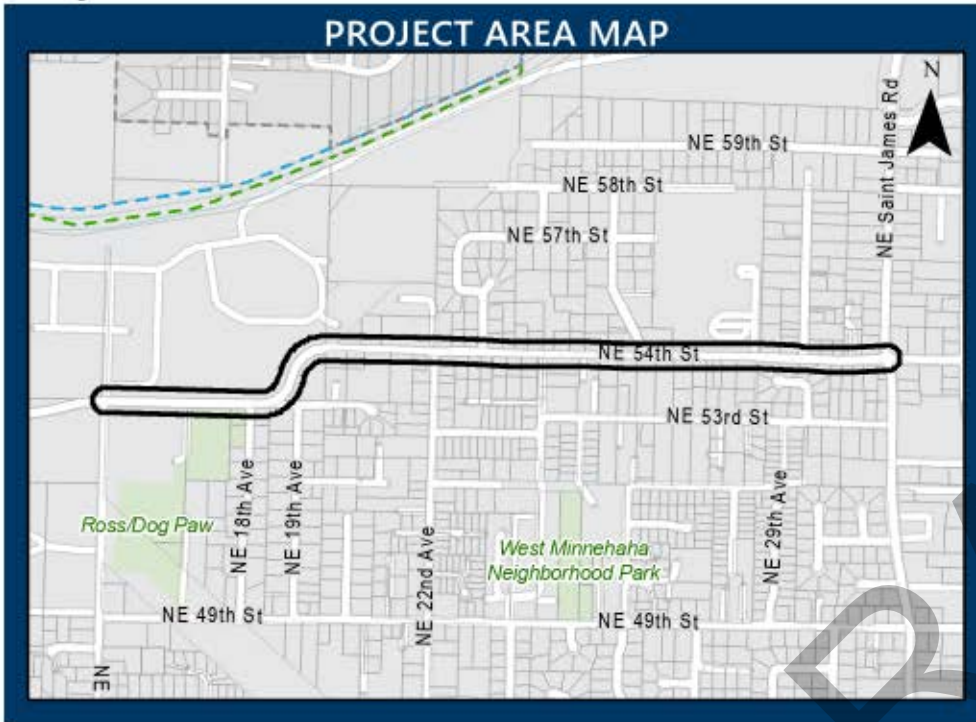 PROJECT AREA MAP
N
NE 59th St
NE Saint James Rd
NE 58th St
NE 57th St
NE 54th St
NE 53rd St
NE 18th Ave
NE 19th Ave
NE 29th Ave
Ross/Dog Paw
NE 22nd Ave
West Minnehaha
Neighborhood Park
NE 49th St
NE 49th St
NE